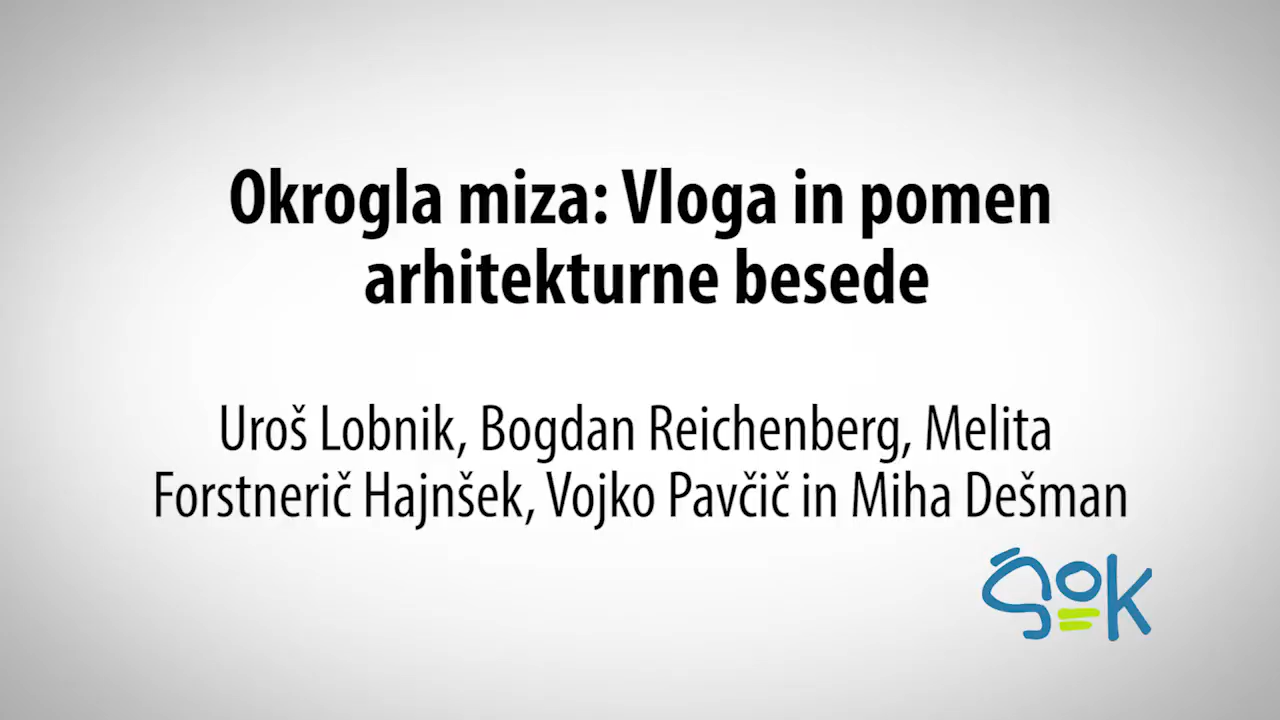 Okrogla miza: Vloga in pomen
arhitekturne besede
Uroš Lobnik, Bogdan Reichenberg, Melita
Forstnerič Hajnšek, Vojko Pavčič in Miha Dešman